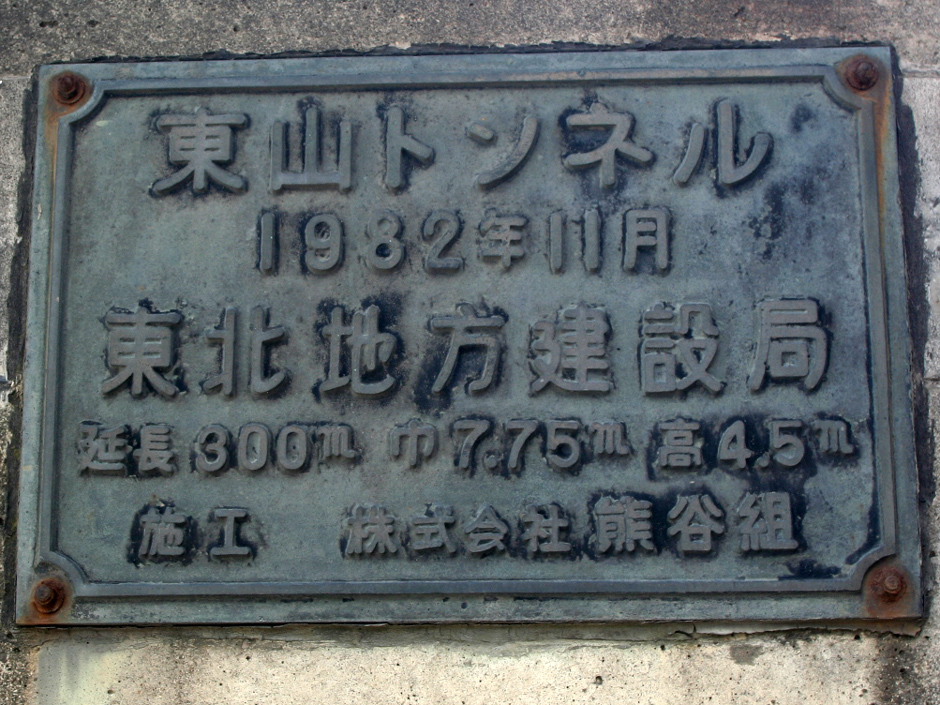 東山トンネル
1982年11月
東北地方建設局
延長300m 巾7.75m 高4.5m
施工 株式会社熊谷組